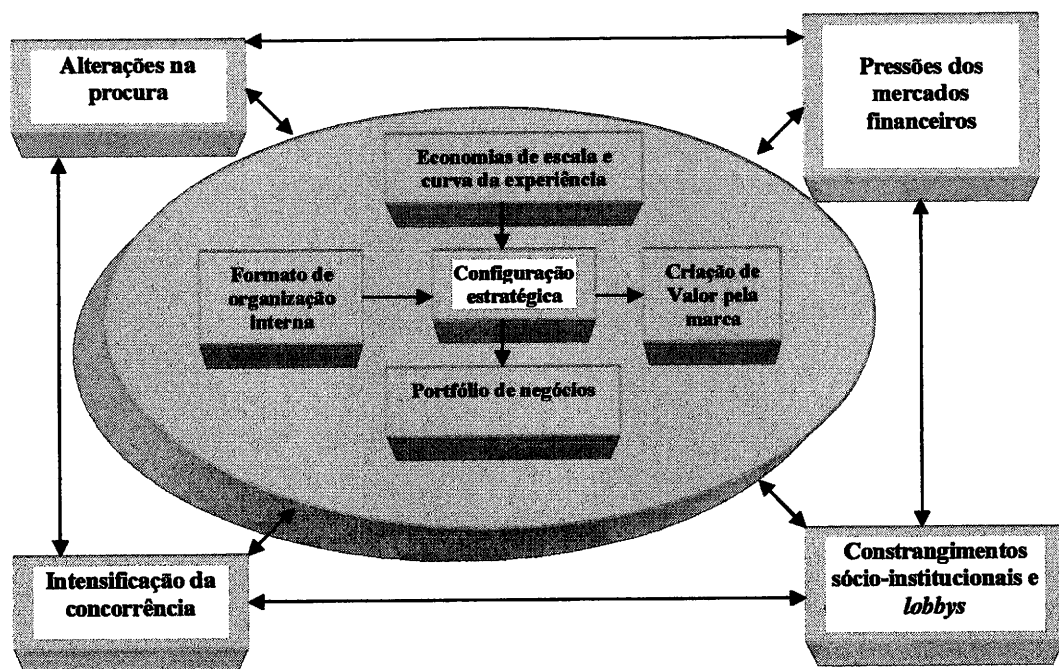 Alterações na
procura
Pressões dos
mercados
financeiros
Economias de escala e
curva da experiência
Formato de
organização
interna
Configuração
estratégica
Criação de
Valor pela
marca
Portfólio de negócios
Intensificação da
concorrência
Constrangimentos
sócio-institucionais e
lobbys